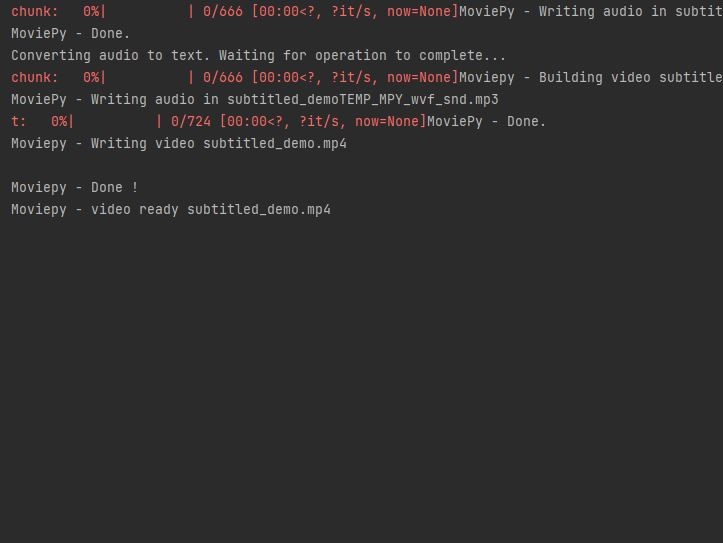 chunk:   0%|          | 0/666 [00:00<?, ?it/s, now=None]MoviePy - Writing audio in subtit
MoviePy - Done.
Converting audio to text. Waiting for operation to complete...
chunk:   0%|          | 0/666 [00:00<?, ?it/s, now=None]Moviepy - Building video subtitle
MoviePy - Writing audio in subtitled_demoTEMP_MPY_wvf_snd.mp3
t:   0%|          | 0/724 [00:00<?, ?it/s, now=None]MoviePy - Done.
Moviepy - Writing video subtitled_demo.mp4
Moviepy - Done !
Moviepy - video ready subtitled_demo.mp4